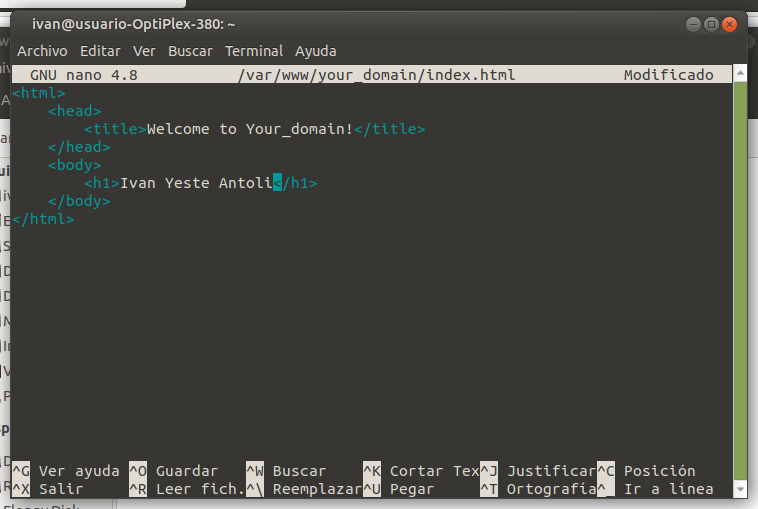 ivan@usuario-OptiPlex-380: ~
Archivo Editar Ver Buscar Terminal Ayuda
GNU nano 4.8 /var/www/your_domain/index.html Modificado
<html>
<head>
<title>Welcome to Your_domain!</title>
</head>
<body>
<h1>Ivan Yeste Antoli</h1>
</body>
</html>
^G Ver ayuda ^O Guardar ^W Buscar ^K Cortar Tex ^J Justificar ^C Posición
^X Salir ^R Leer fich. ^\ Reemplazar ^U Pegar ^T Ortografía ^_ Ir a línea